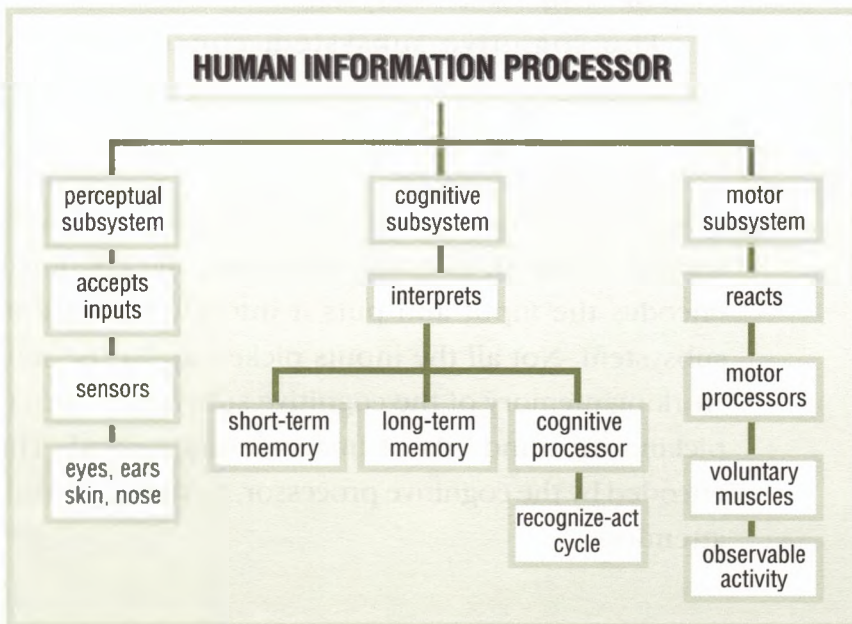 HUMAN INFORMATION PROCESSOR
perceptual
subsystem
accepts
inputs
sensors
eyes, ears
skin, nose
cognitive
subsystem
interprets
short-term
memory
long-term
memory
cognitive
processor
recognize-act
cycle
motor
subsystem
reacts
motor
processors
voluntary
muscles
observable
activity